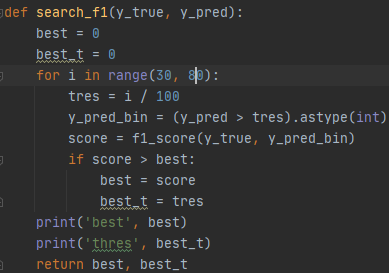 def search_f1(y_true, y_pred):
    best = 0
    best_t = 0
    for i in range(30, 80):
        tres = i / 100
        y_pred_bin = (y_pred > tres).astype(int)
        score = f1_score(y_true, y_pred_bin)
        if score > best:
            best = score
            best_t = tres
    print('best', best)
    print('thres', best_t)
    return best, best_t